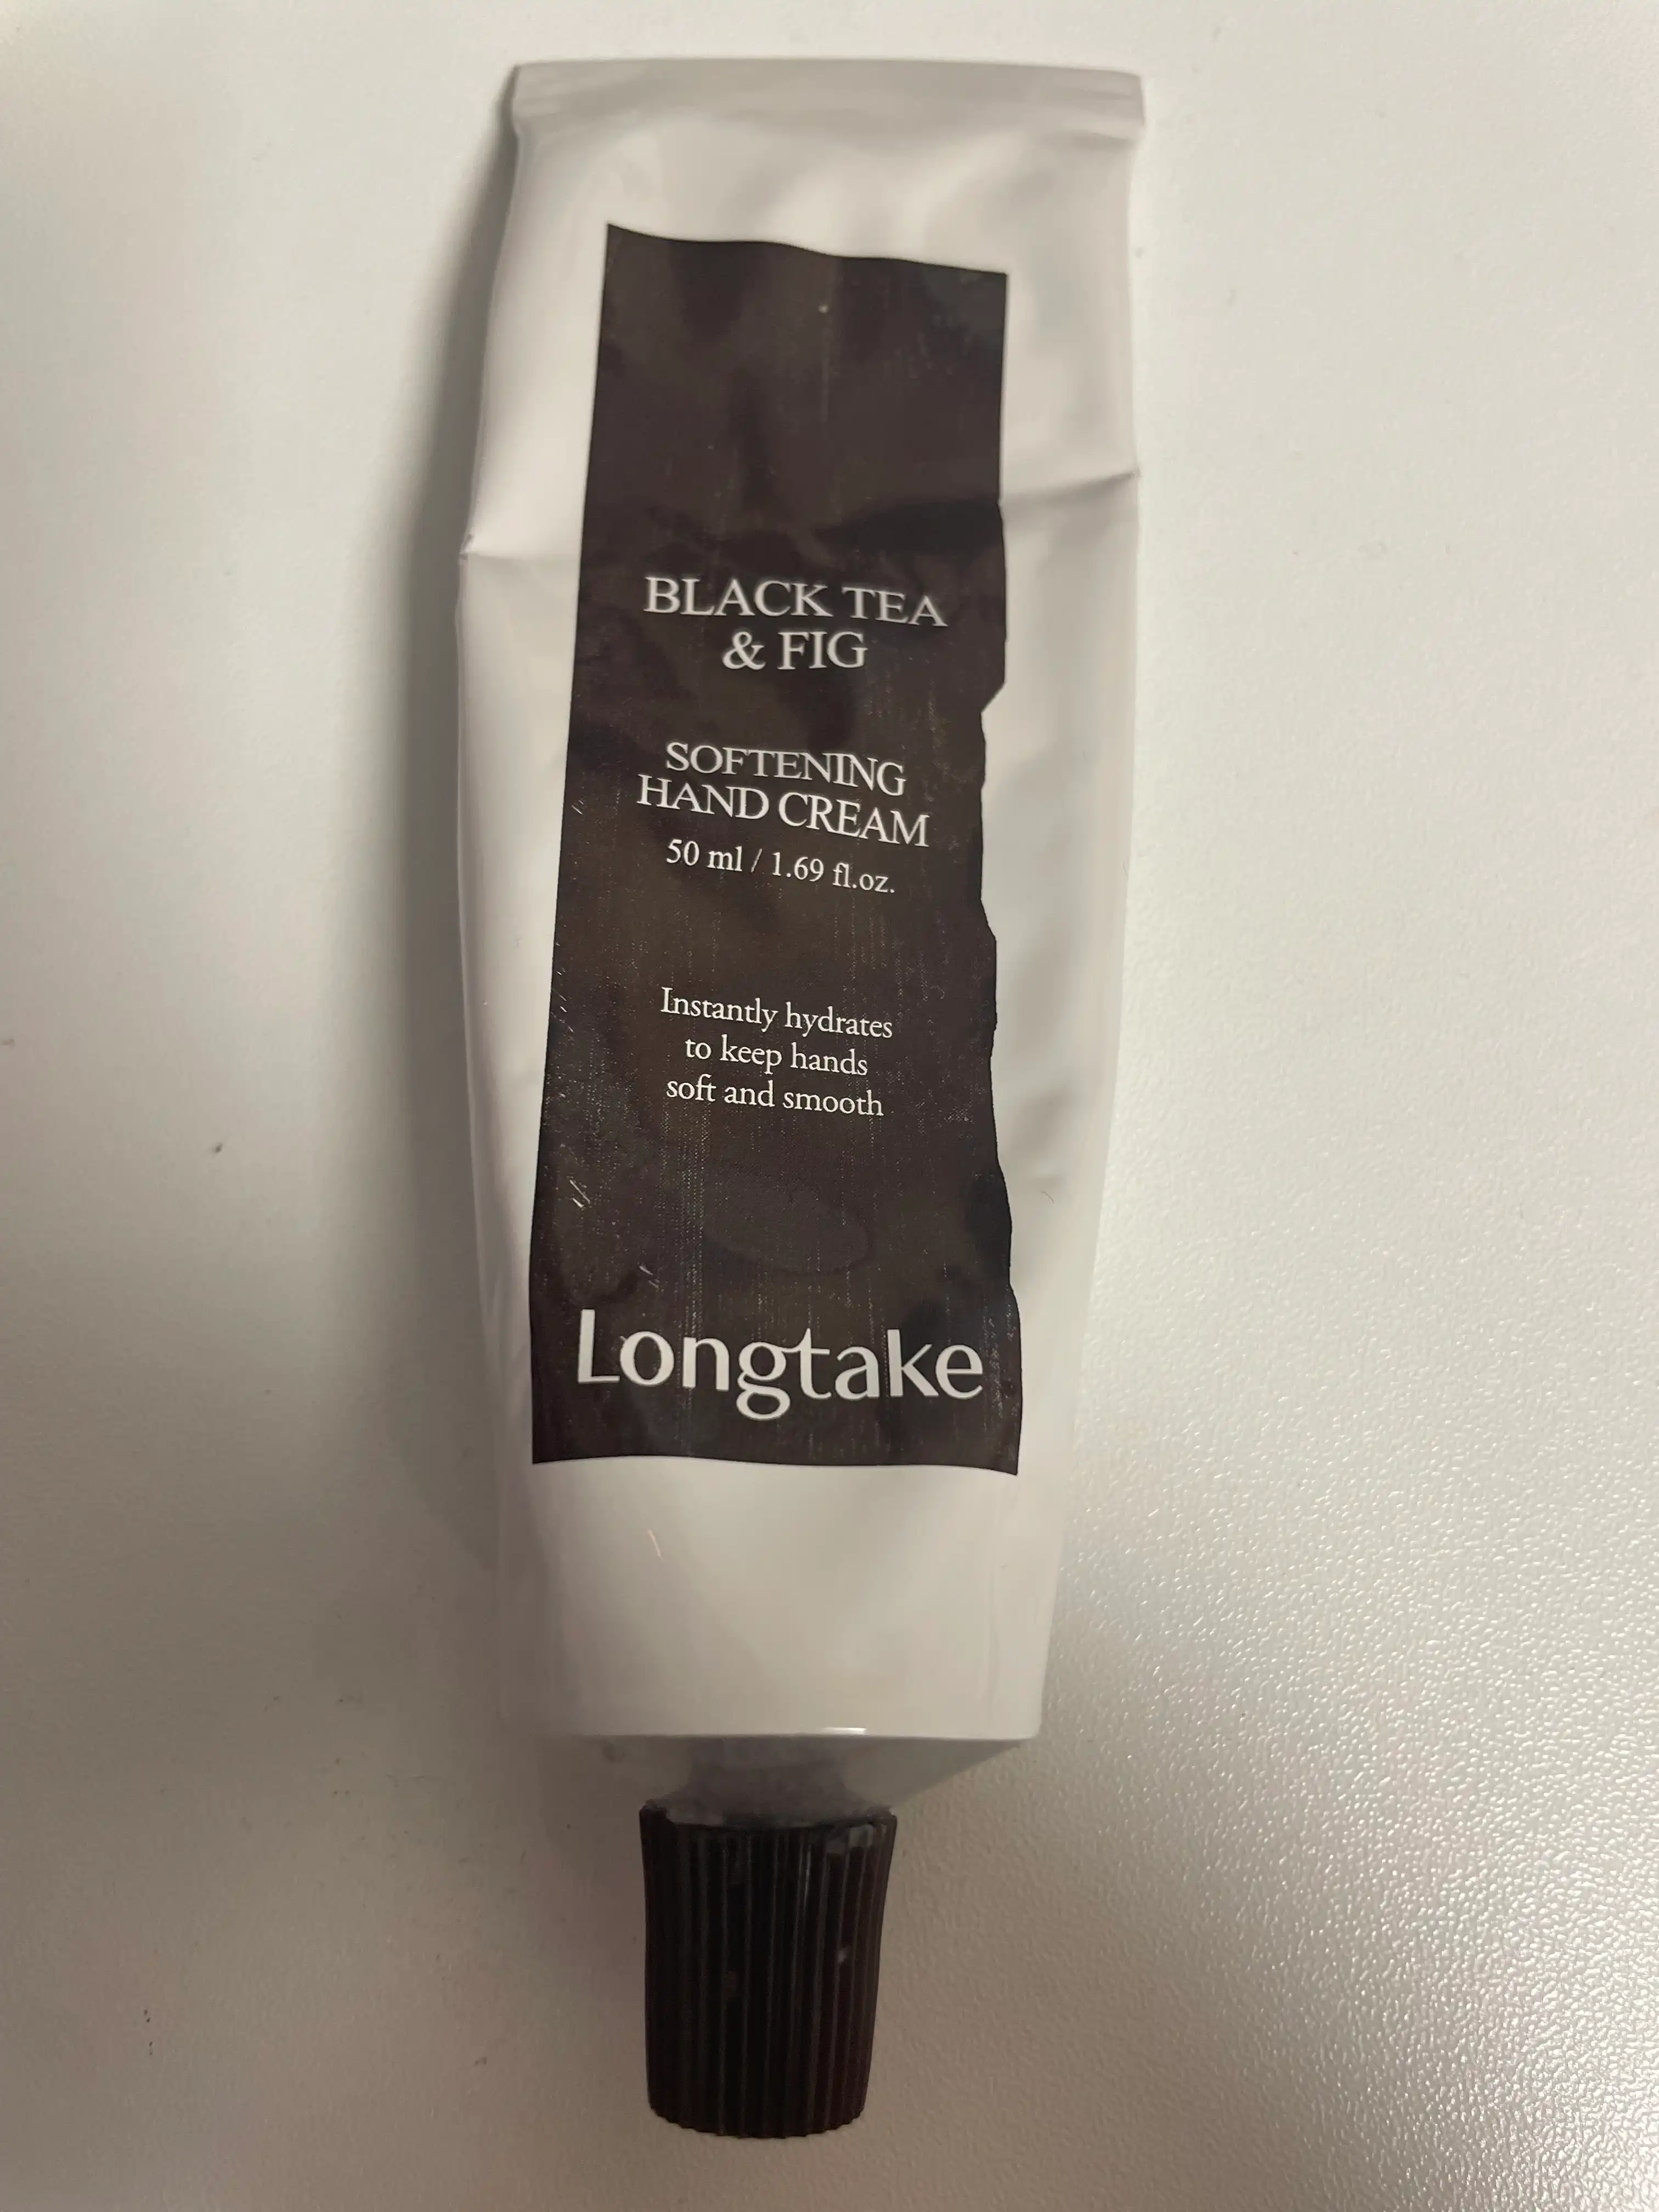 BLACK TEA
& FIG
SOFTENING
HAND CREAM
50 ml / 1.69 fl.oz.
Instantly hydrates
to keep hands
soft and smooth
Longtake